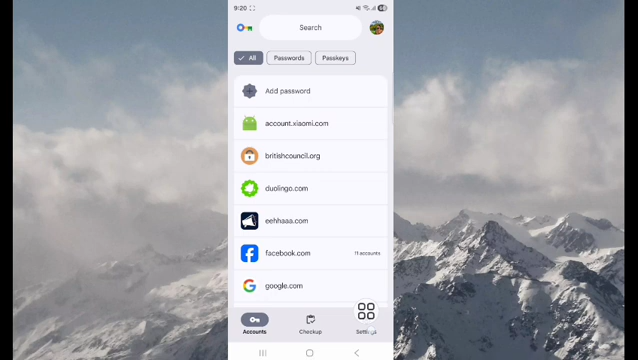 9:20
Search
All
Passwords
Passkeys
Add password
account.xiaomi.com
britishcouncil.org
duolingo.com
eehhaaa.com
facebook.com
11 accounts
google.com
Accounts
Checkup
Settings